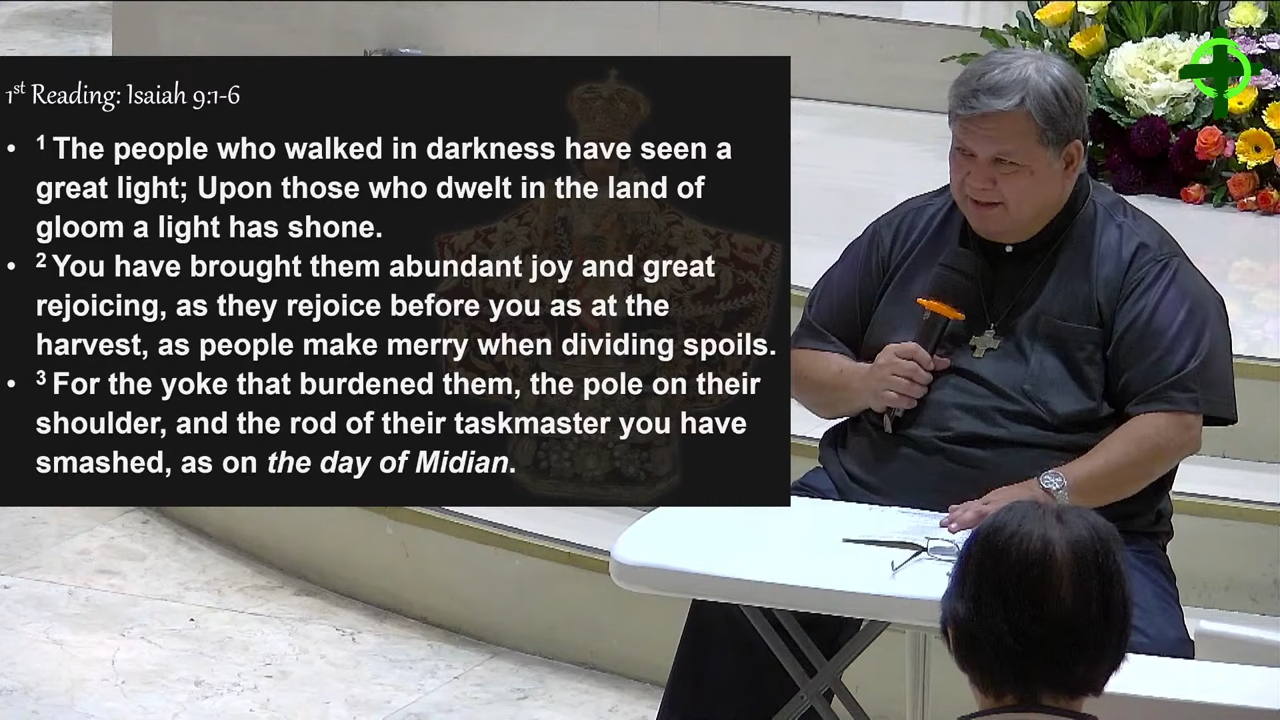 1st Reading: Isaiah 9:1-6
• 1 The people who walked in darkness have seen a
great light; Upon those who dwelt in the land of
gloom a light has shone.
• 2 You have brought them abundant joy and great
rejoicing, as they rejoice before you as at the
harvest, as people make merry when dividing spoils.
• 3 For the yoke that burdened them, the pole on their
shoulder, and the rod of their taskmaster you have
smashed, as on the day of Midian.